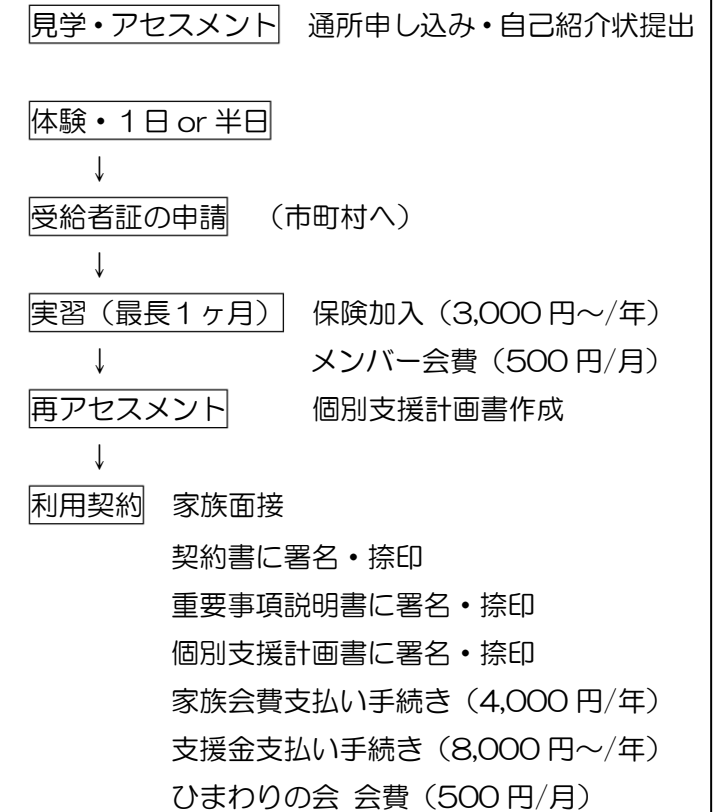 見学・アセスメント 通所申し込み・自己紹介状提出
体験・1日 or 半日
↓
受給者証の申請 （市町村へ）
↓
実習（最長1ヶ月） 保険加入（3,000円～/年）
↓ メンバー会費（500円/月）
再アセスメント 個別支援計画書作成
↓
利用契約 家族面接
契約書に署名・捺印
重要事項説明書に署名・捺印
個別支援計画書に署名・捺印
家族会費支払い手続き（4,000円/年）
支援金支払い手続き（8,000円～/年）
ひまわりの会 会費（500円/月）